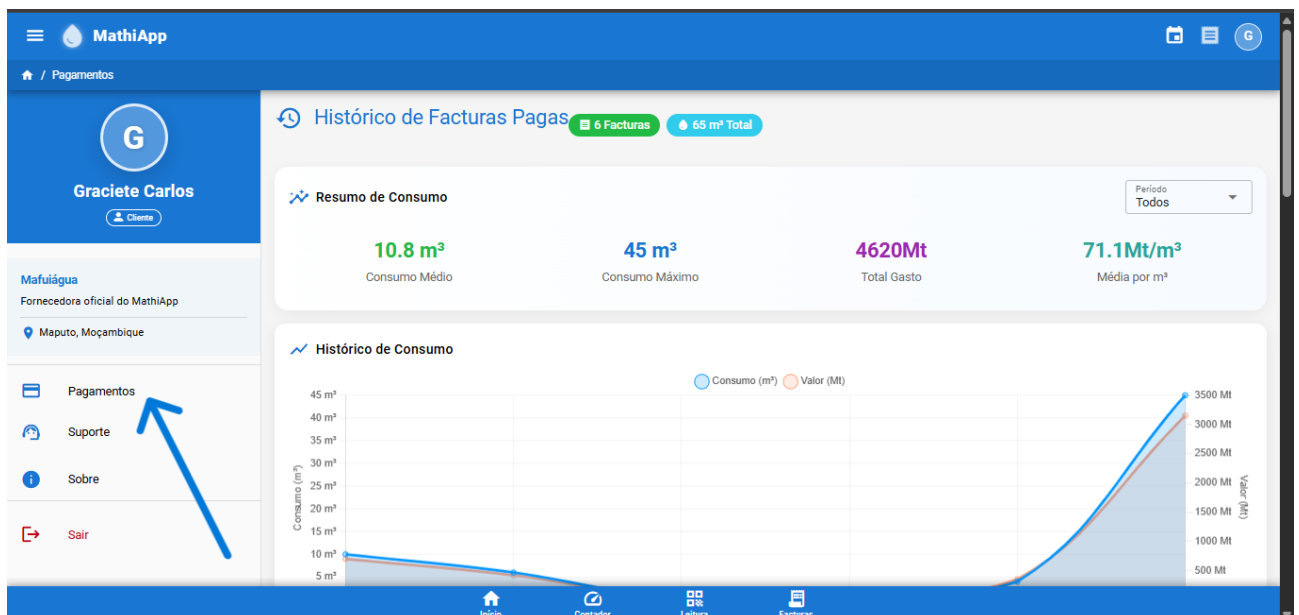 MathiApp
G
/ Pagamentos
G
Graciete Carlos
Cliente
Mafuiágua
Fornecedora oficial do MathiApp
Maputo, Moçambique
Pagamentos
Suporte
Sobre
Sair
Histórico de Facturas Pagas
6 Facturas
65 m³ Total
Resumo de Consumo
Período
Todos
10.8 m³
Consumo Médio
45 m³
Consumo Máximo
4620Mt
Total Gasto
71.1Mt/m³
Média por m³
Histórico de Consumo
Consumo (m³)
Valor (Mt)
45 m³
40 m³
35 m³
30 m³
25 m³
20 m³
15 m³
10 m³
5 m³
Consumo (m³)
3500 Mt
3000 Mt
2500 Mt
2000 Mt
1500 Mt
1000 Mt
500 Mt
Valor (Mt)
Início
Contador
Leitura
Facturas